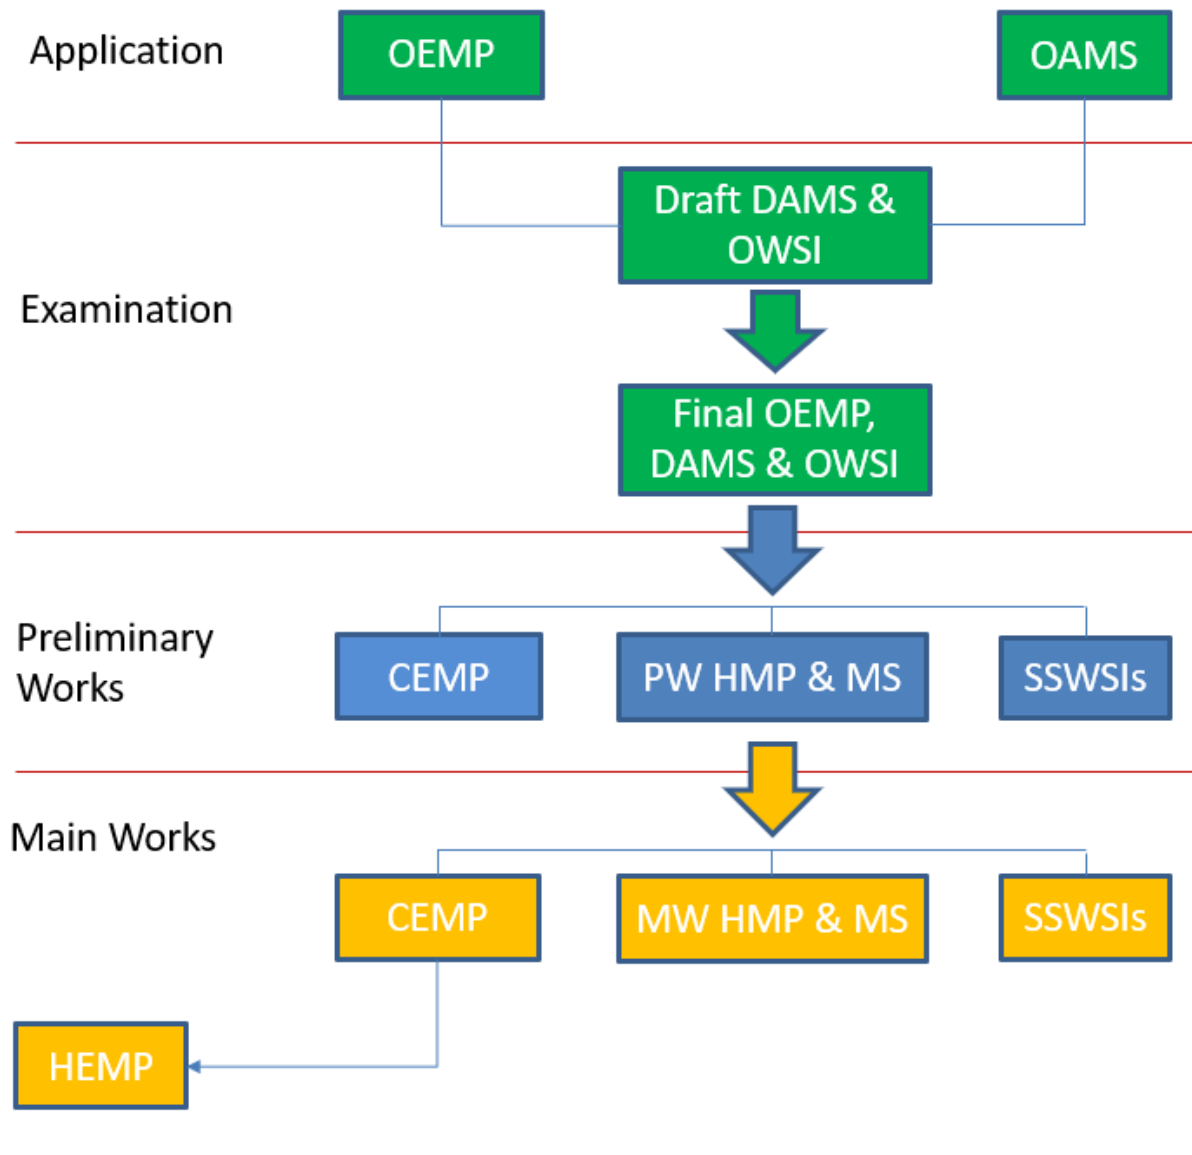 Application
OEMP
OAMS
Draft DAMS &
OWSI
Examination
Final OEMP,
DAMS & OWSI
Preliminary
Works
CEMP
PW HMP & MS
SSWSIs
Main Works
CEMP
MW HMP & MS
SSWSIs
HEMP